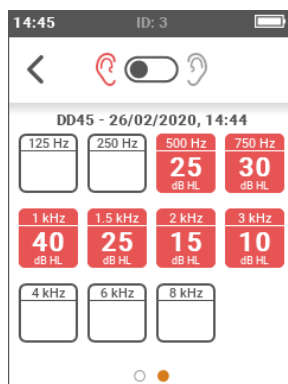 14:45 ID: 3
DD45 - 26/02/2020, 14:44
125 Hz 250 Hz 500 Hz 750 Hz
25 30
dB HL dB HL
1 kHz 1.5 kHz 2 kHz 3 kHz
40 25 15 10
dB HL dB HL dB HL dB HL
4 kHz 6 kHz 8 kHz